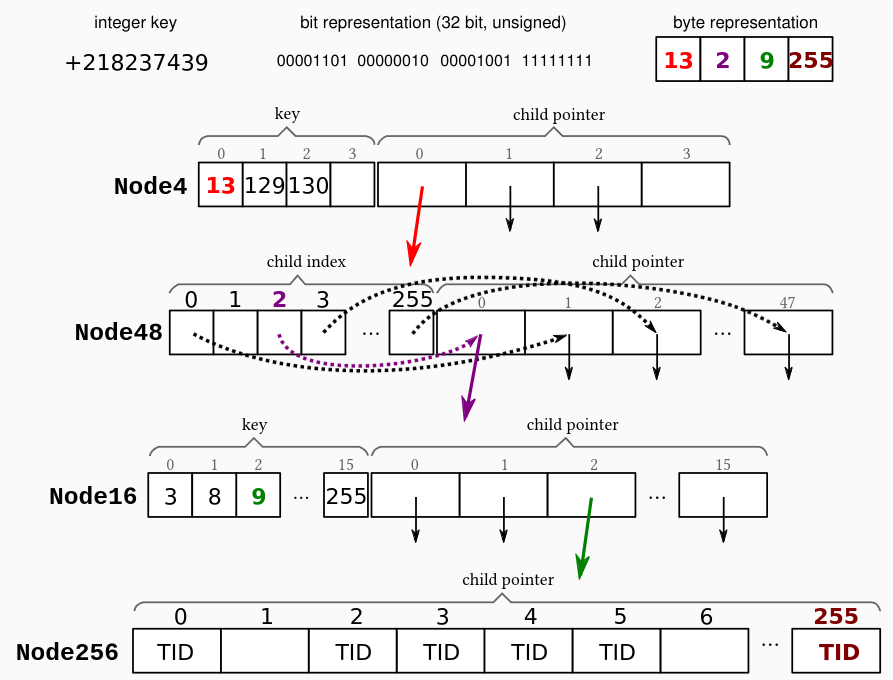 integer key bit representation (32 bit, unsigned) byte representation
+218237439 00001101 00000010 00001001 11111111 13 2 9 255
key child pointer
0 1 2 3 0 1 2 3
Node4 13 129 130
child index child pointer
0 1 2 3 255 0 1 2 47
Node48 ... ...
key child pointer
0 1 2 15 0 1 2 15
Node16 3 8 9 ... 255 ...
child pointer
0 1 2 3 4 5 6 255
Node256 TID TID TID TID TID ... TID